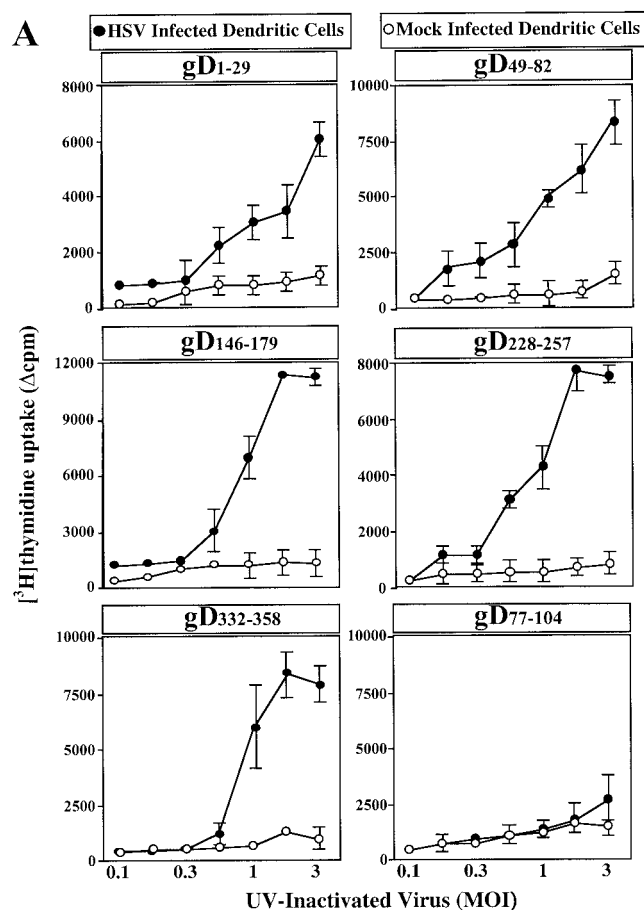 A
● HSV Infected Dendritic Cells ○ Mock Infected Dendritic Cells
gD1-29 gD49-82
8000 10000
6000 7500
4000 5000
2000 2500
0 0
gD146-179 gD228-257
12000 8000
9000 6000
6000 4000
3000 2000
0 0
gD332-358 gD77-104
10000 10000
7500 7500
5000 5000
2500 2500
0 0
0.1 0.3 1 3 0.1 0.3 1 3
[3H]thymidine uptake (Δcpm)
UV-Inactivated Virus (MOI)